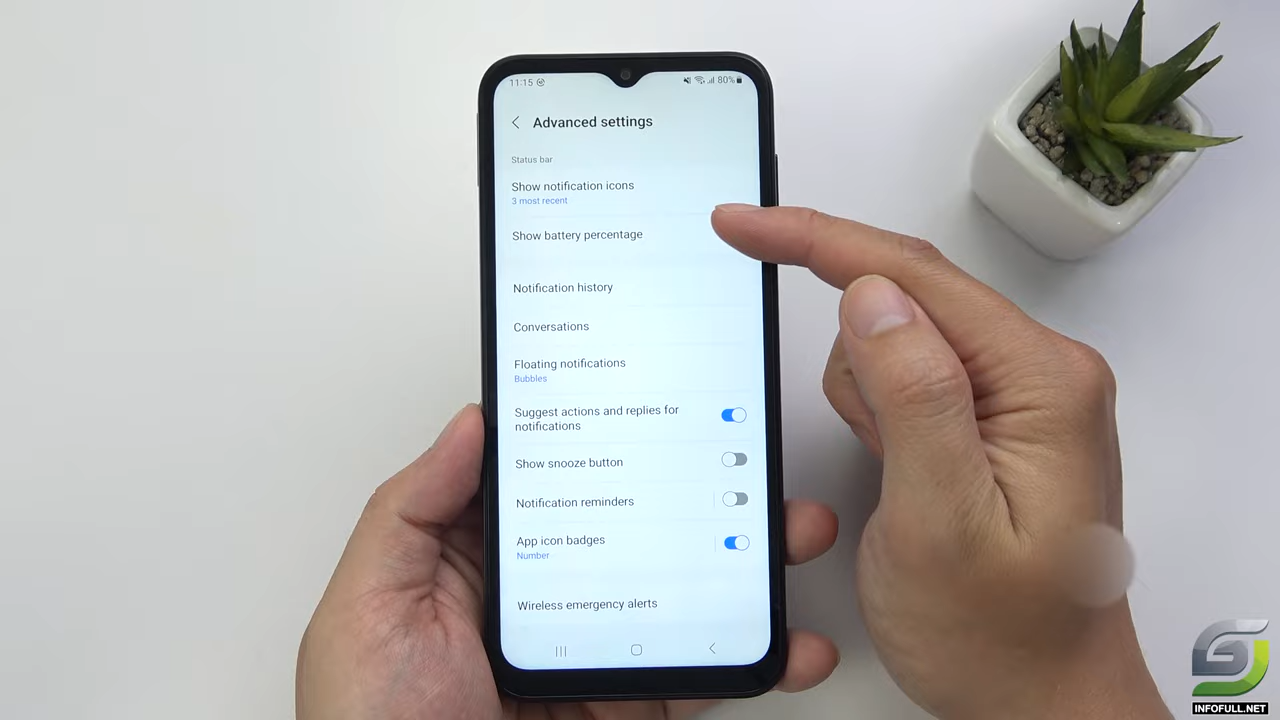 11:15
80%
Advanced settings
Status bar
Show notification icons
3 most recent
Show battery percentage
Notification history
Conversations
Floating notifications
Bubbles
Suggest actions and replies for
notifications
Show snooze button
Notification reminders
App icon badges
Number
Wireless emergency alerts
INFOFULL.NET